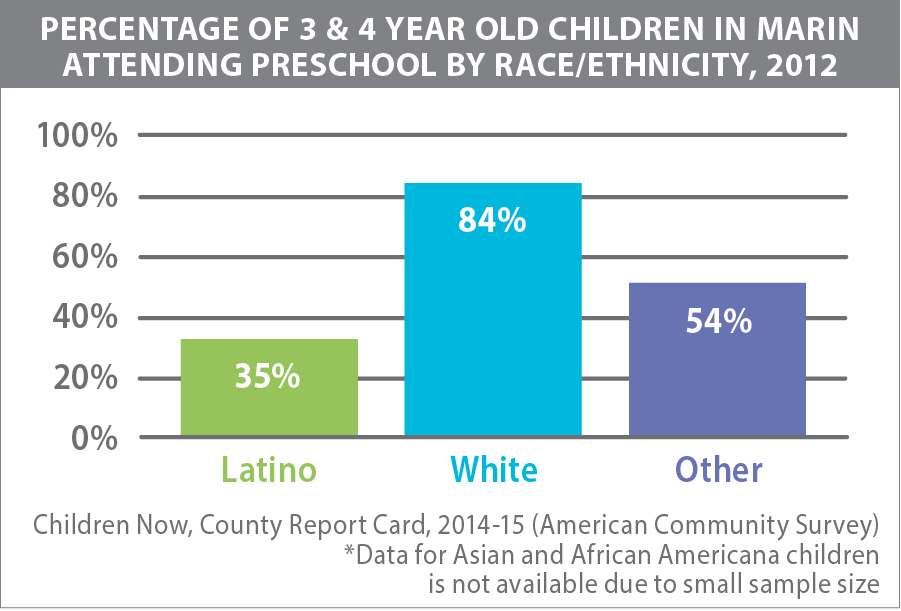 PERCENTAGE OF 3 & 4 YEAR OLD CHILDREN IN MARIN
ATTENDING PRESCHOOL BY RACE/ETHNICITY, 2012
100%
80%
60%
40%
20%
0%
35%
84%
54%
Latino
White
Other
Children Now, County Report Card, 2014-15 (American Community Survey)
*Data for Asian and African Americana children
is not available due to small sample size